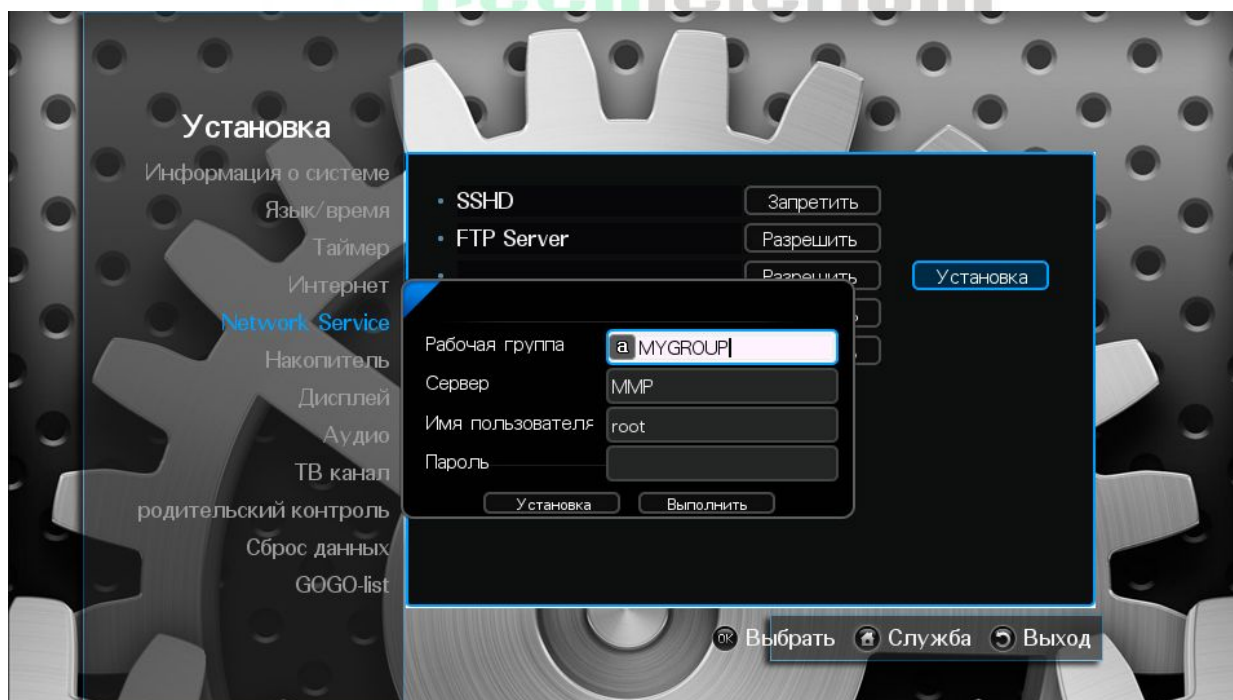 Установка
Информация о системе
Язык/время
Таймер
Интернет
Network Service
Накопитель
Дисплей
Аудио
ТВ канал
родительский контроль
Сброс данных
GOGO-list
SSHD Запретить
FTP Server Разрешить
Разрешить Установка
Рабочая группа a MYGROUP
Сервер MMP
Имя пользователя root
Пароль
Установка Выполнить
OK Выбрать Служба Выход